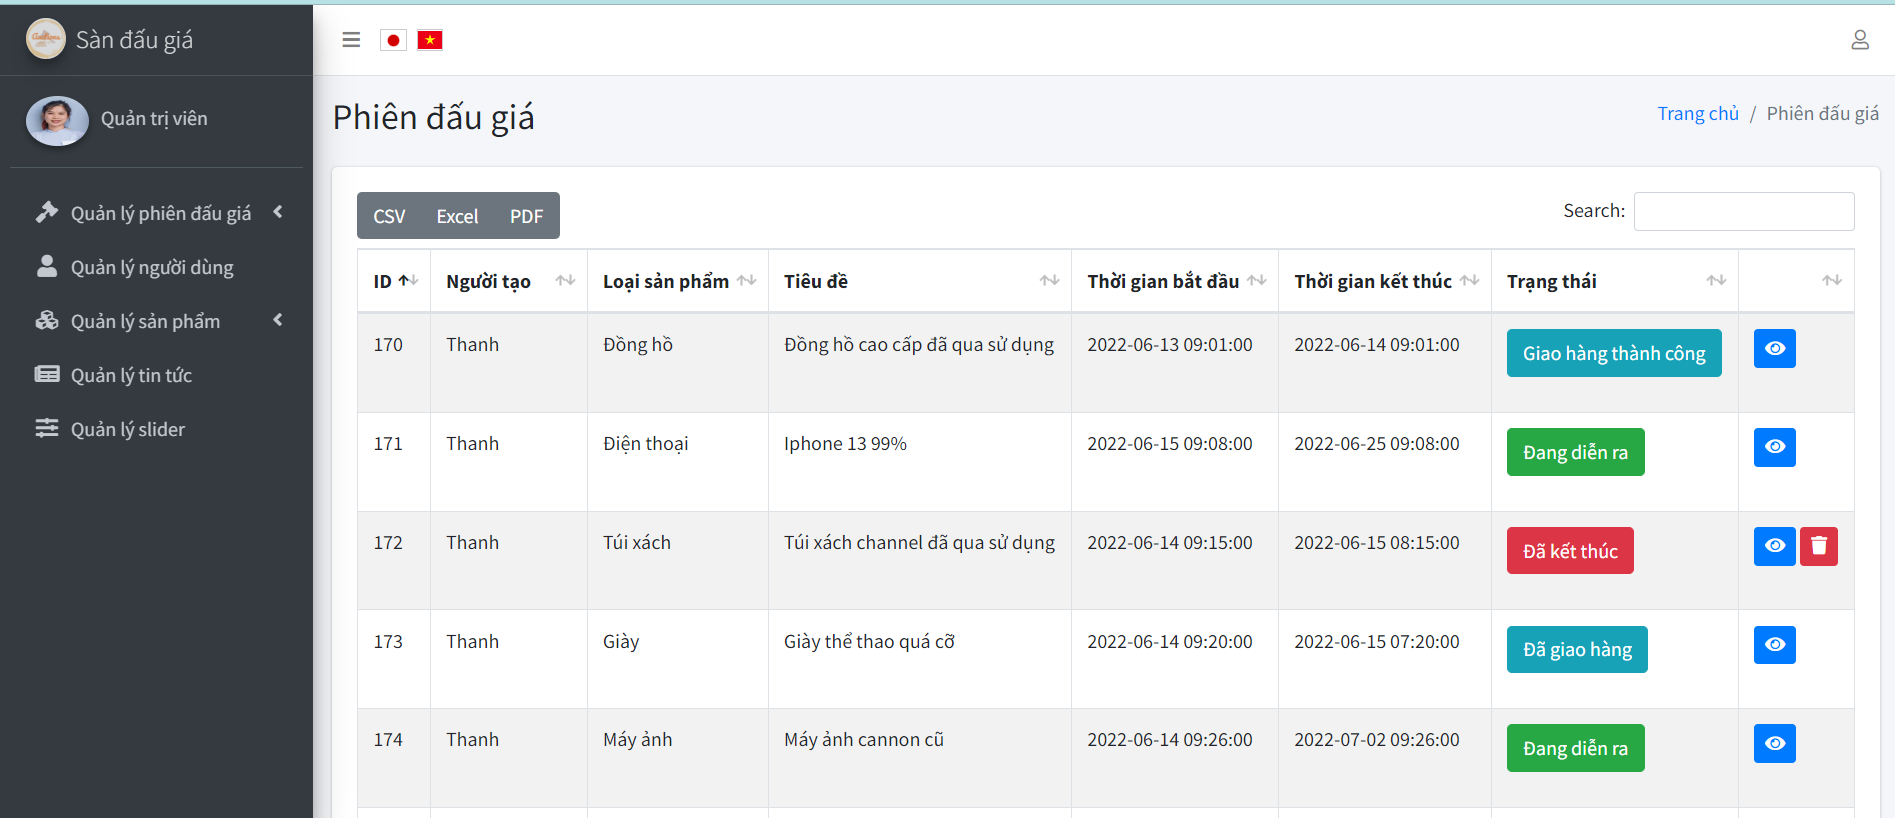 Sàn đấu giá
Quản trị viên
Quản lý phiên đấu giá
Quản lý người dùng
Quản lý sản phẩm
Quản lý tin tức
Quản lý slider
Phiên đấu giá
Trang chủ / Phiên đấu giá
CSV Excel PDF
Search:
ID Người tạo Loại sản phẩm Tiêu đề Thời gian bắt đầu Thời gian kết thúc Trạng thái
170 Thanh Đồng hồ Đồng hồ cao cấp đã qua sử dụng 2022-06-13 09:01:00 2022-06-14 09:01:00 Giao hàng thành công
171 Thanh Điện thoại Iphone 13 99% 2022-06-15 09:08:00 2022-06-25 09:08:00 Đang diễn ra
172 Thanh Túi xách Túi xách channel đã qua sử dụng 2022-06-14 09:15:00 2022-06-15 08:15:00 Đã kết thúc
173 Thanh Giày Giày thể thao quá cỡ 2022-06-14 09:20:00 2022-06-15 07:20:00 Đã giao hàng
174 Thanh Máy ảnh Máy ảnh cannon cũ 2022-06-14 09:26:00 2022-07-02 09:26:00 Đang diễn ra